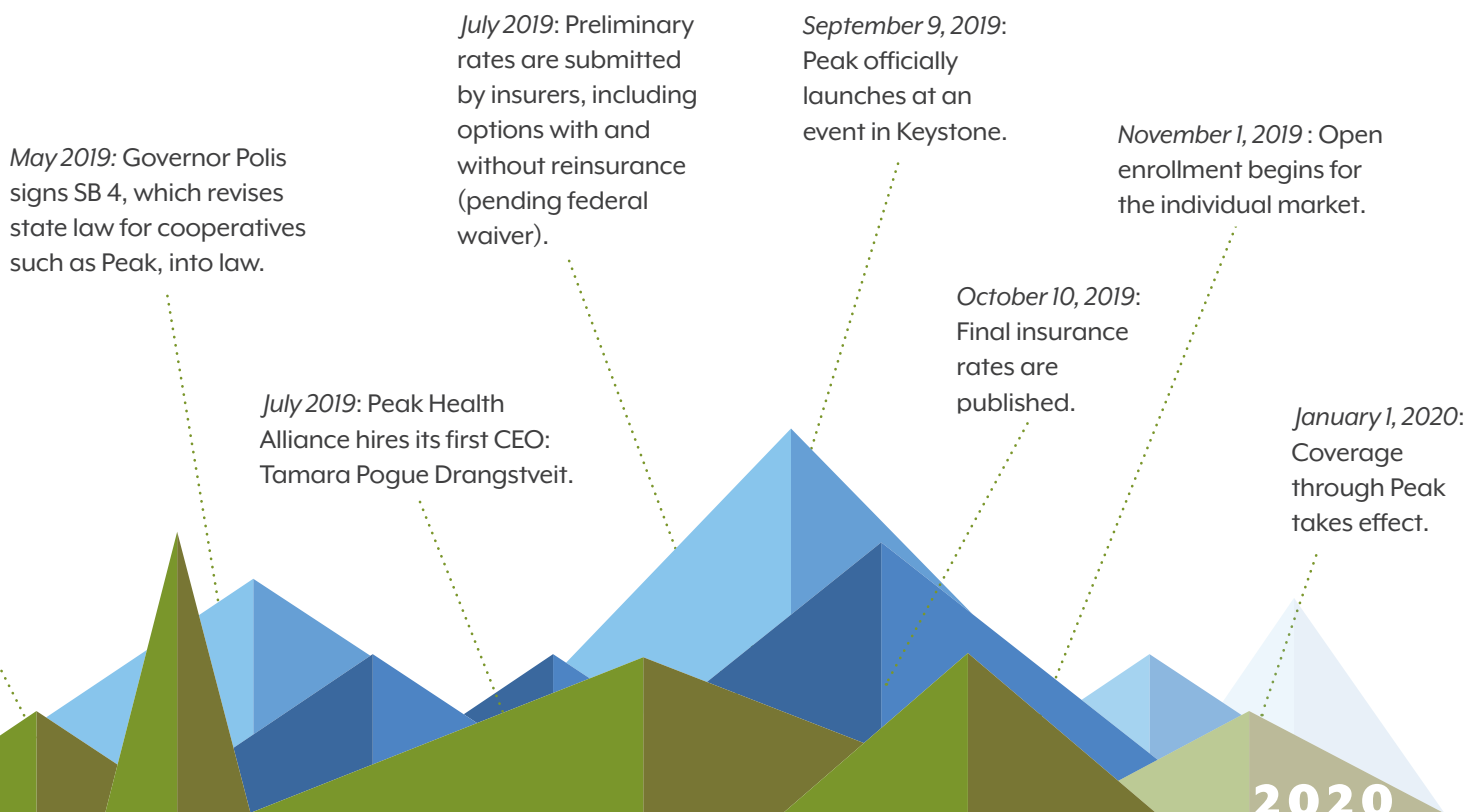 May 2019: Governor Polis
signs SB 4, which revises
state law for cooperatives
such as Peak, into law.
July 2019: Peak Health
Alliance hires its first CEO:
Tamara Pogue Drangstveit.
July 2019: Preliminary
rates are submitted
by insurers, including
options with and
without reinsurance
(pending federal
waiver).
September 9, 2019:
Peak officially
launches at an
event in Keystone.
October 10, 2019:
Final insurance
rates are
published.
November 1, 2019 : Open
enrollment begins for
the individual market.
January 1, 2020:
Coverage
through Peak
takes effect.
2020